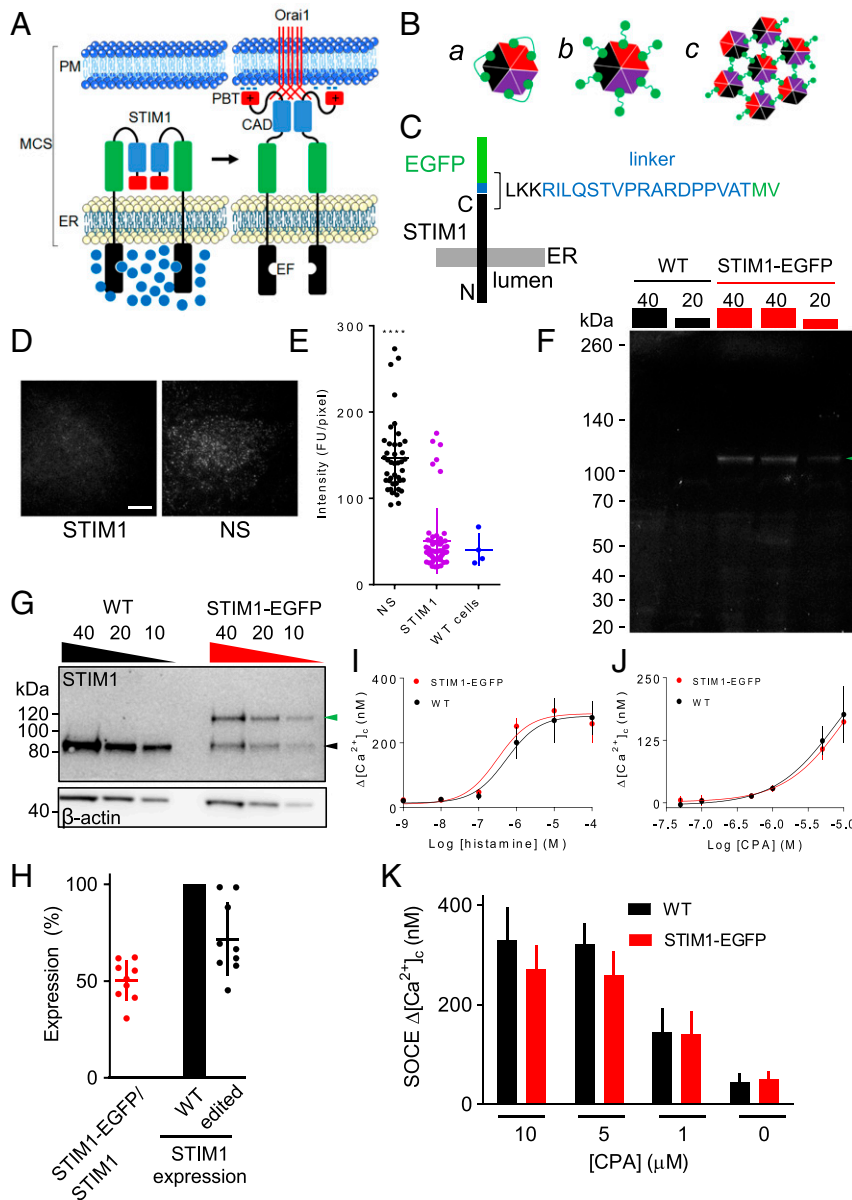 A
Orai1
PM
PBT
+
+
CAD
STIM1
MCS
ER
EF
B
a
b
c
C
EGFP
linker
LKKRILQSTVPRARDPPVATMV
C
STIM1
ER
N
lumen
D
STIM1
NS
E
****
300
200
100
0
Intensity (FU/pixel)
NS
STIM1
WT cells
F
WT
STIM1-EGFP
40
20
40
40
20
kDa
260
140
100
70
50
40
30
20
G
WT
STIM1-EGFP
40 20 10
40 20 10
STIM1
kDa
120
100
80
40
β-actin
H
Expression (%)
100
50
0
STIM1-EGFP/
STIM1
WT
edited
STIM1
expression
I
STIM1-EGFP
WT
Δ[Ca2+]c (nM)
400
200
0
-9 -8 -7 -6 -5 -4
Log [histamine] (M)
J
STIM1-EGFP
WT
Δ[Ca2+]c (nM)
250
125
0
-7.5 -7.0 -6.5 -6.0 -5.5 -5.0
Log [CPA] (M)
K
WT
STIM1-EGFP
SOCE Δ[Ca2+]c (nM)
400
200
0
10 5 1 0
[CPA] (μM)